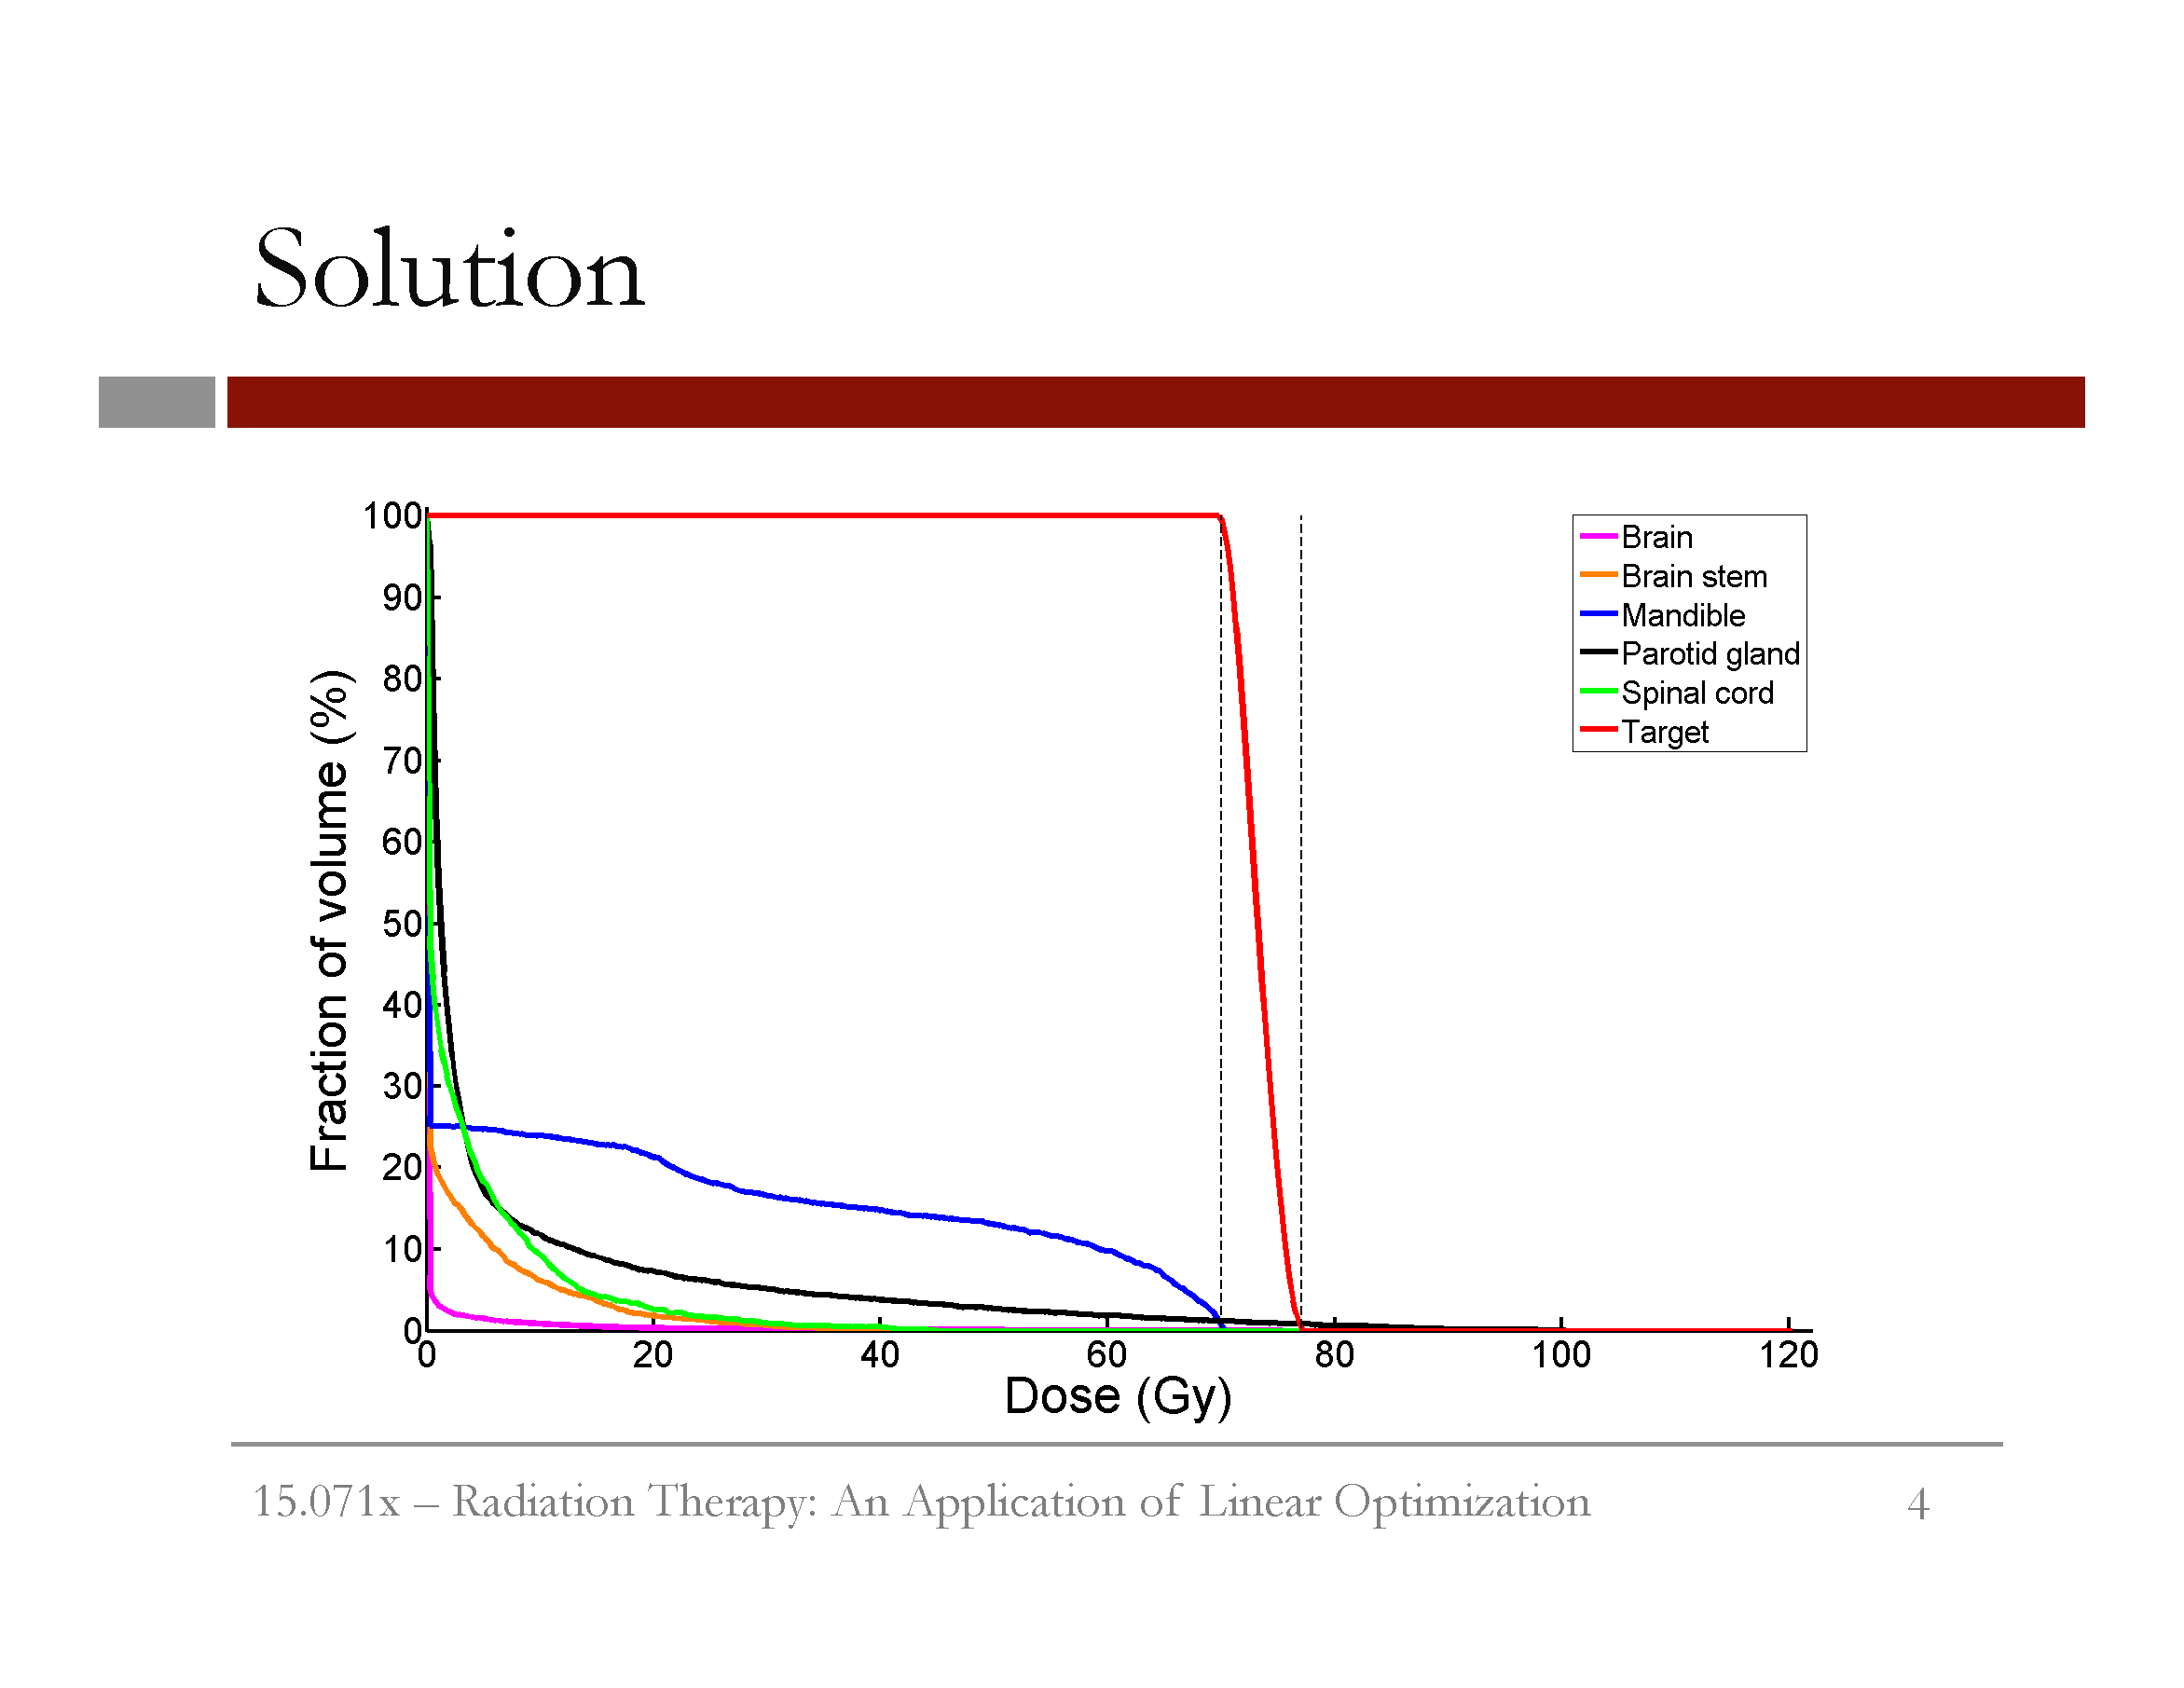 Solution
100
90
80
70
60
50
40
30
20
10
0
Fraction of volume (%)
0 20 40 60 80 100 120
Dose (Gy)
Brain
Brain stem
Mandible
Parotid gland
Spinal cord
Target
15.071x – Radiation Therapy: An Application of Linear Optimization 4